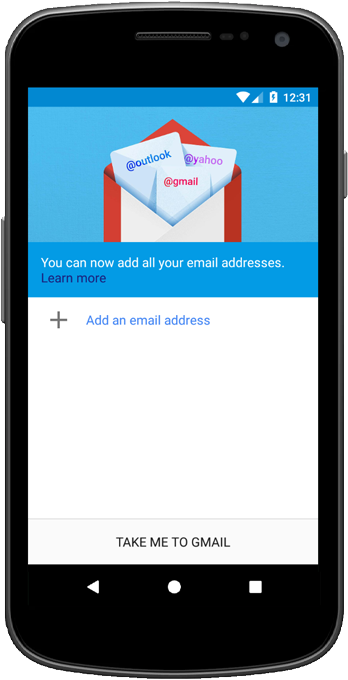 12:31
@outlook
@yahoo
@gmail
You can now add all your email addresses.
Learn more
Add an email address
TAKE ME TO GMAIL